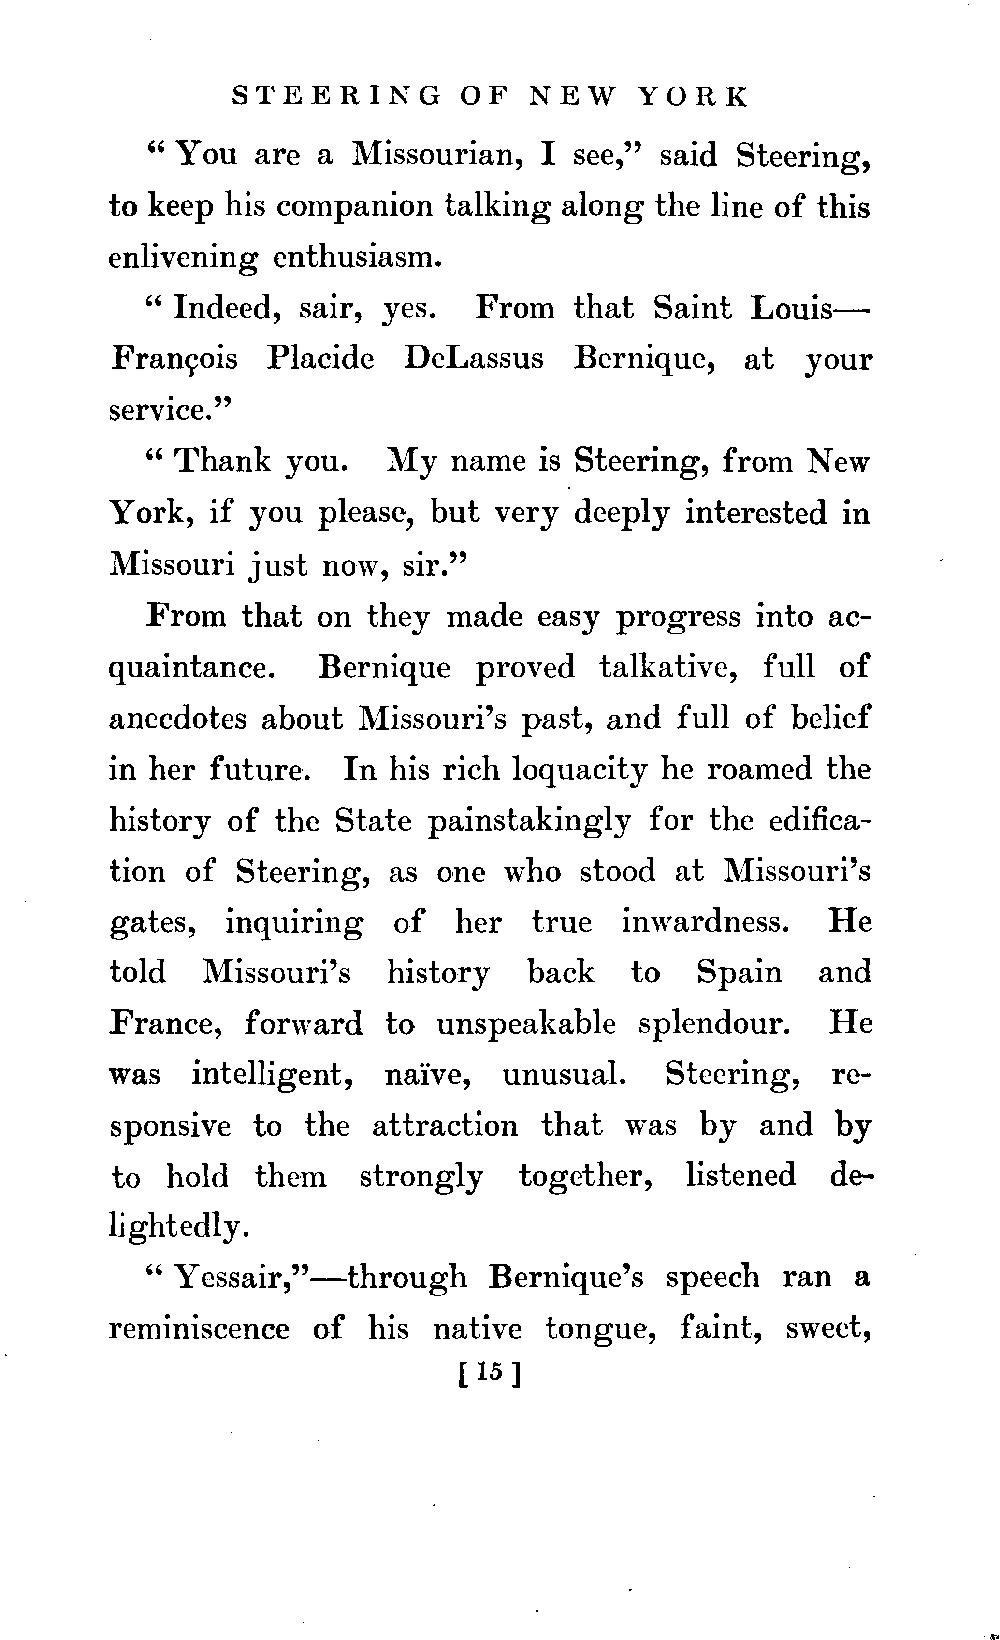 STEERING OF NEW YORK
“ You are a Missourian, I see,” said Steering,
to keep his companion talking along the line of this
enlivening enthusiasm.
“ Indeed, sair, yes. From that Saint Louis—
François Placide DeLassus Bernique, at your
service.”
“ Thank you. My name is Steering, from New
York, if you please, but very deeply interested in
Missouri just now, sir.”
From that on they made easy progress into ac-
quaintance. Bernique proved talkative, full of
anecdotes about Missouri’s past, and full of belief
in her future. In his rich loquacity he roamed the
history of the State painstakingly for the edifica-
tion of Steering, as one who stood at Missouri’s
gates, inquiring of her true inwardness. He
told Missouri’s history back to Spain and
France, forward to unspeakable splendour. He
was intelligent, naïve, unusual. Steering, re-
sponsive to the attraction that was by and by
to hold them strongly together, listened de-
lightedly.
“ Yessair,”—through Bernique’s speech ran a
reminiscence of his native tongue, faint, sweet,
[ 15 ]